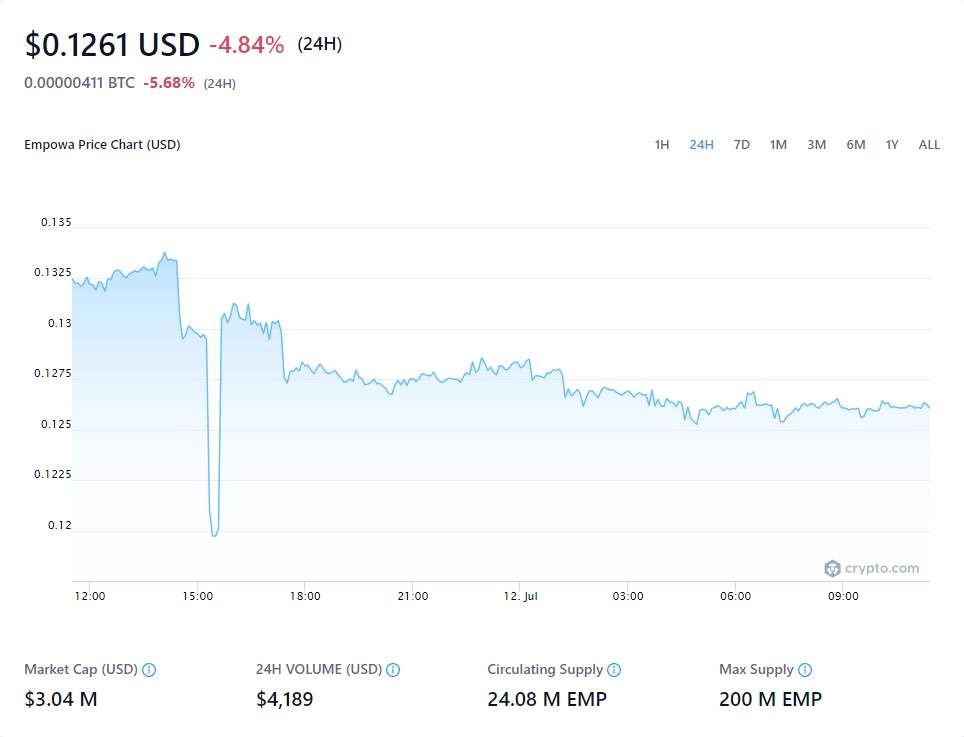 $0.1261 USD -4.84% (24H)
0.00000411 BTC -5.68% (24H)
Empowa Price Chart (USD) 1H 24H 7D 1M 3M 6M 1Y ALL
0.135
0.1325
0.13
0.1275
0.125
0.1225
0.12
crypto.com
12:00 15:00 18:00 21:00 12. Jul 03:00 06:00 09:00
Market Cap (USD) 24H VOLUME (USD) Circulating Supply Max Supply
$3.04 M $4,189 24.08 M EMP 200 M EMP